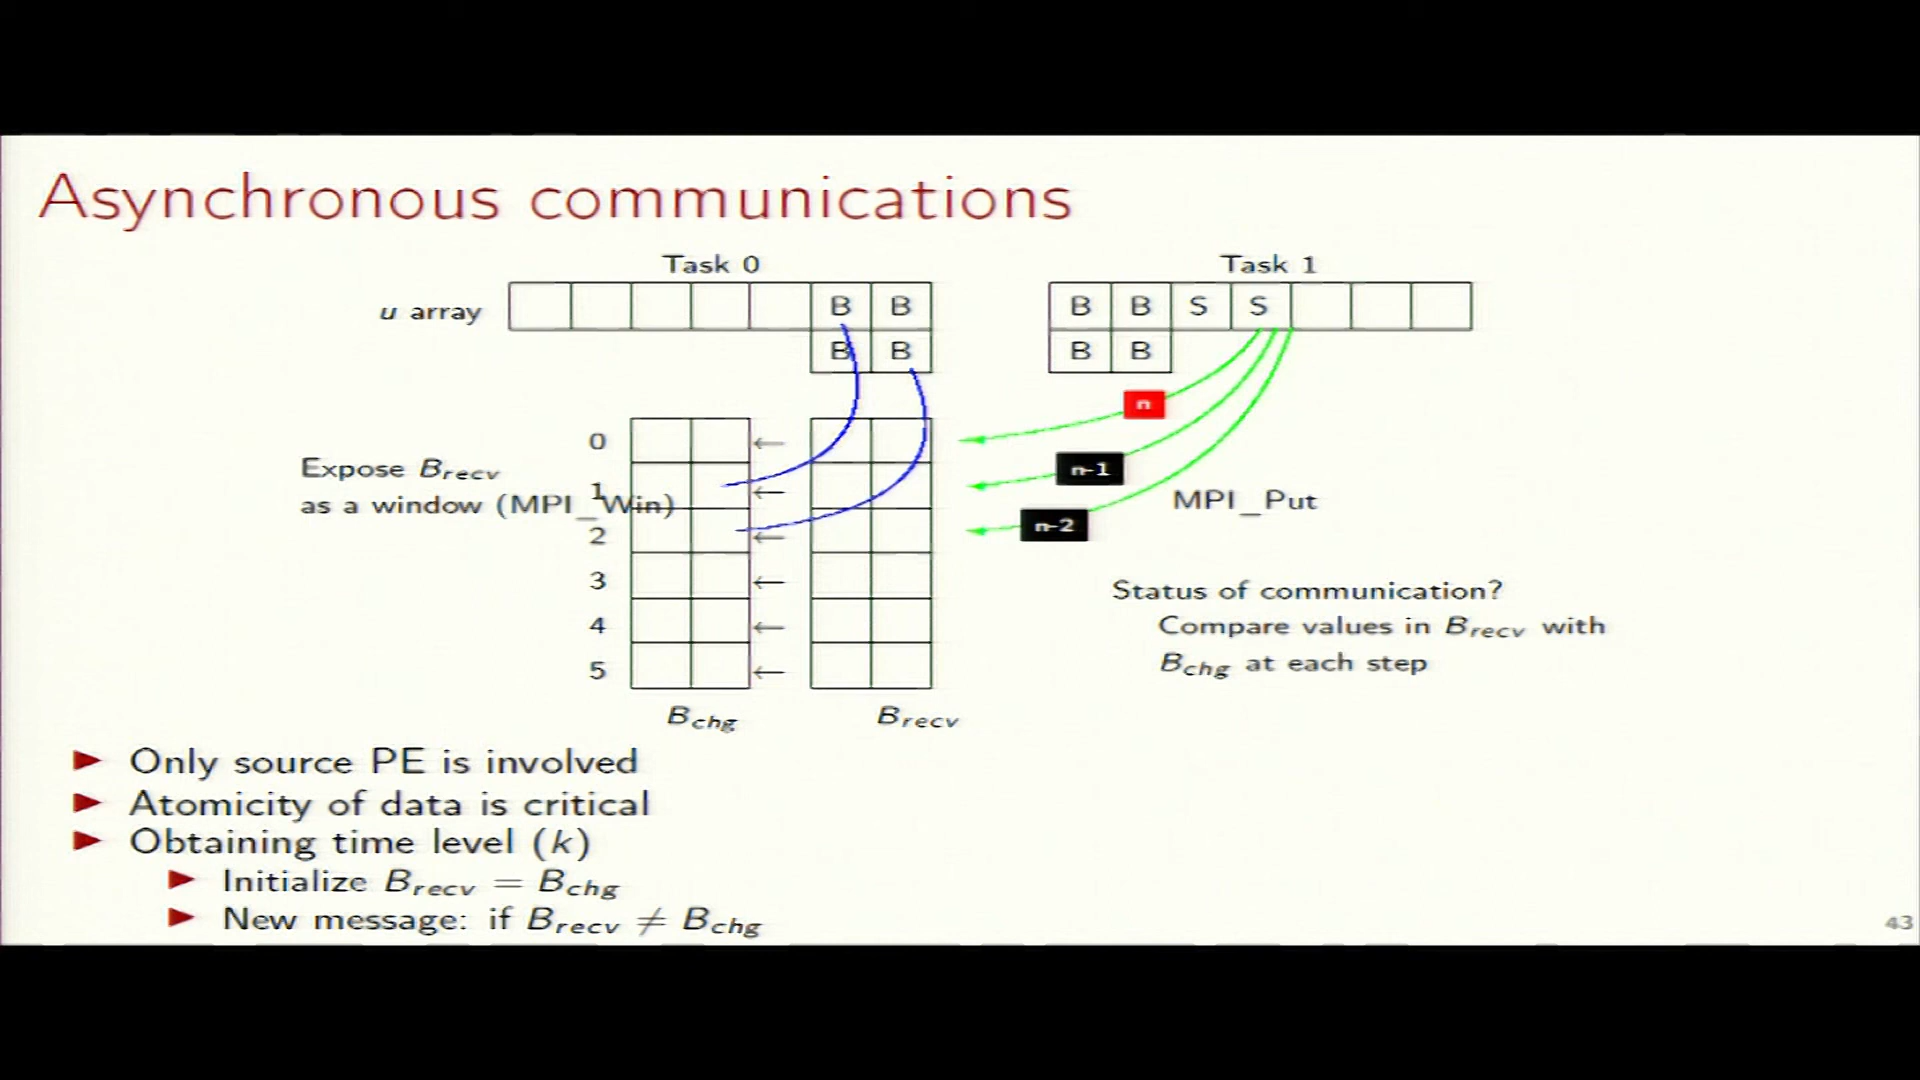 Asynchronous communications
Task 0
Task 1
u array
B B
B B S S
B B
B B
n
0
Expose B_recv
n-1
1
as a window (MPI_Win)
MPI_Put
n-2
2
3
Status of communication?
4
Compare values in B_recv with
5
B_chg at each step
B_chg
B_recv
► Only source PE is involved
► Atomicity of data is critical
► Obtaining time level (k)
► Initialize B_recv = B_chg
► New message: if B_recv ≠ B_chg
43